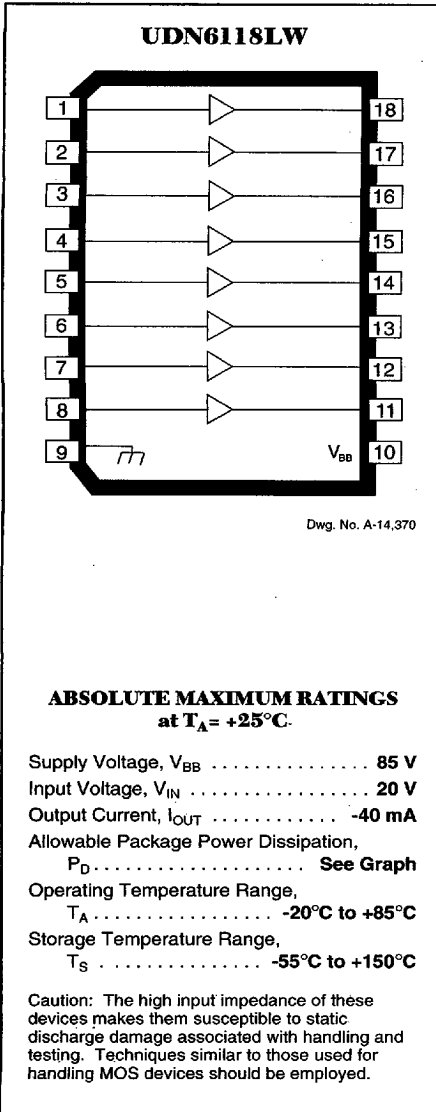 UDN6118LW
1 18
2 17
3 16
4 15
5 14
6 13
7 12
8 11
9 VBB 10
Dwg. No. A-14,370
ABSOLUTE MAXIMUM RATINGS
at TA= +25°C
Supply Voltage, VBB ................ 85 V
Input Voltage, VIN .................. 20 V
Output Current, IOUT ............ -40 mA
Allowable Package Power Dissipation,
PD..................... See Graph
Operating Temperature Range,
TA................. -20°C to +85°C
Storage Temperature Range,
TS ............... -55°C to +150°C
Caution: The high input impedance of these
devices makes them susceptible to static
discharge damage associated with handling and
testing. Techniques similar to those used for
handling MOS devices should be employed.